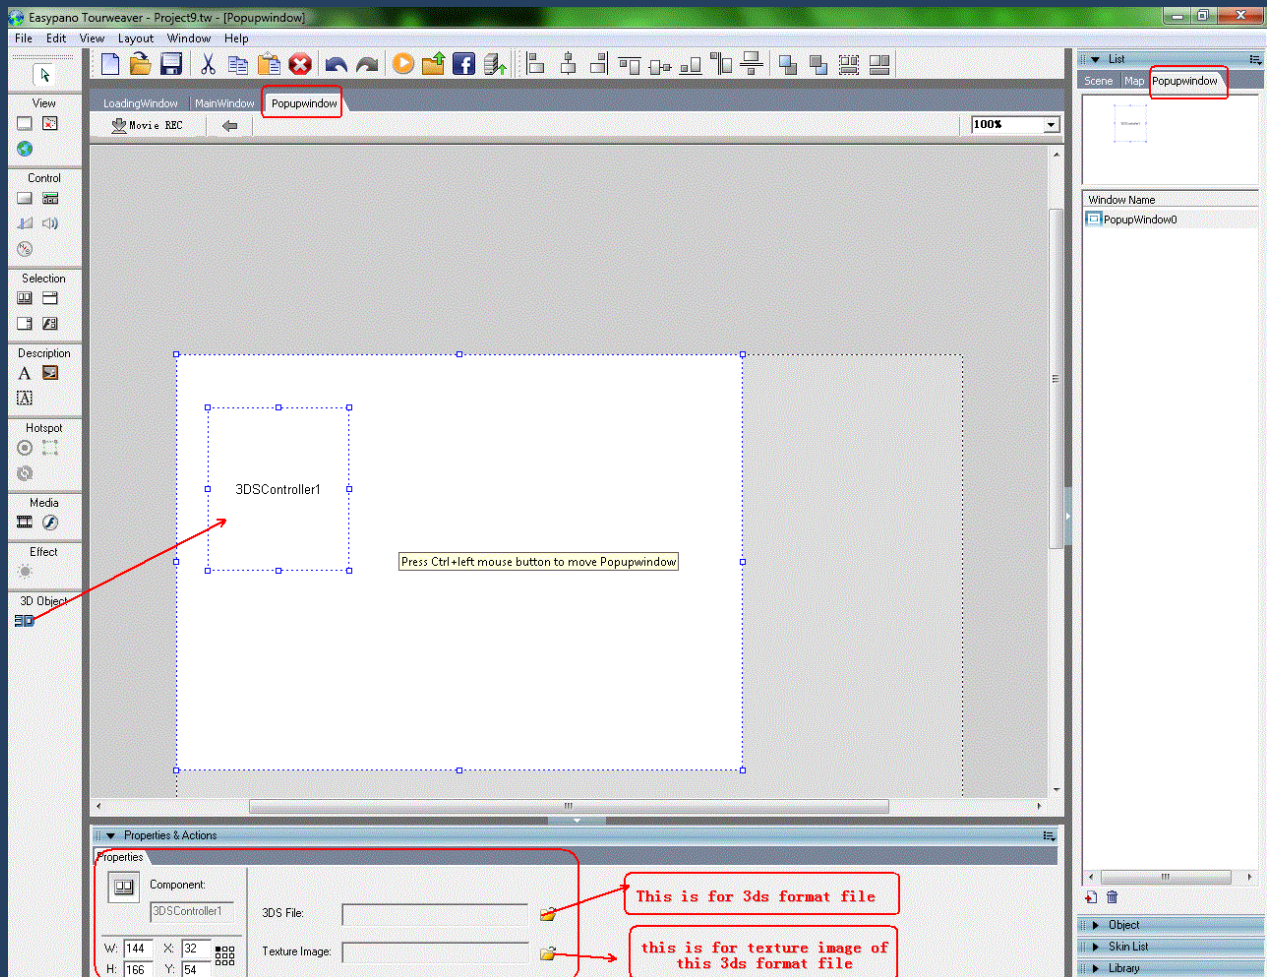 Easypano Tourweaver - Project9.tw - [Popupwindow]
File Edit View Layout Window Help
View
Control
Selection
Description
A
A
Hotspot
Media
Effect
3D Object
LoadingWindow MainWindow Popupwindow
Movie REC
100%
3DSController1
Press Ctrl+left mouse button to move Popupwindow
Properties & Actions
Properties
Component:
3DSController1
W: 144 X: 32
H: 166 Y: 54
3DS File:
Texture Image:
This is for 3ds format file
this is for texture image of
this 3ds format file
List
Scene Map Popupwindow
Window Name
PopupWindow0
Object
Skin List
Library